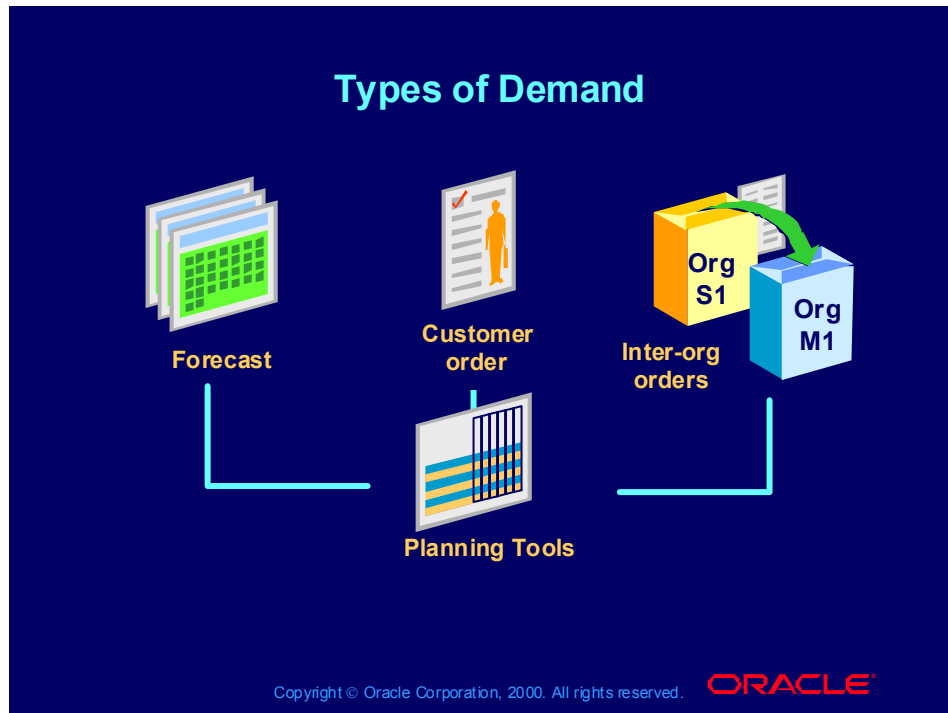 Types of Demand
Org
S1
Org
M1
Forecast
Customer
order
Inter-org
orders
Planning Tools
Copyright © Oracle Corporation, 2000. All rights reserved.
ORACLE®